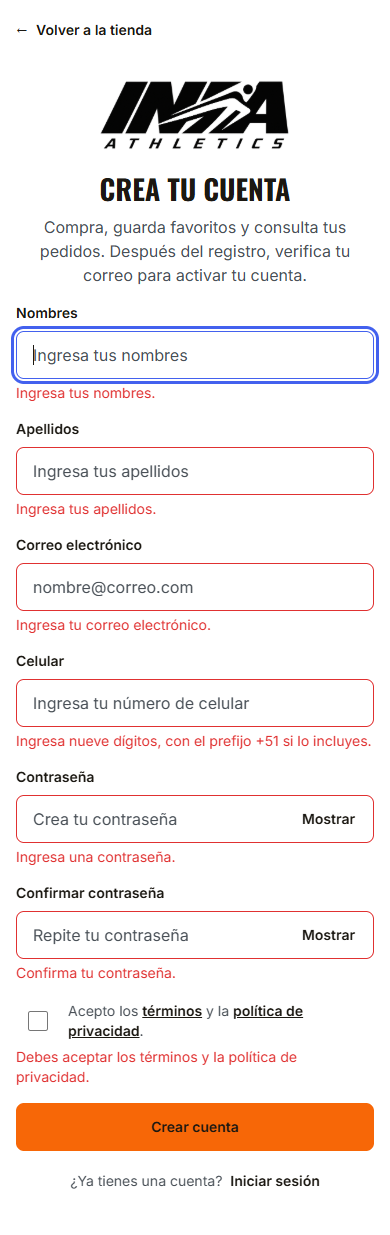 ← Volver a la tienda
INTA
ATHLETICS
CREA TU CUENTA
Compra, guarda favoritos y consulta tus
pedidos. Después del registro, verifica tu
correo para activar tu cuenta.
Nombres
Ingresa tus nombres
Ingresa tus nombres.
Apellidos
Ingresa tus apellidos
Ingresa tus apellidos.
Correo electrónico
nombre@correo.com
Ingresa tu correo electrónico.
Celular
Ingresa tu número de celular
Ingresa nueve dígitos, con el prefijo +51 si lo incluyes.
Contraseña
Crea tu contraseña Mostrar
Ingresa una contraseña.
Confirmar contraseña
Repite tu contraseña Mostrar
Confirma tu contraseña.
Acepto los términos y la política de
privacidad.
Debes aceptar los términos y la política de
privacidad.
Crear cuenta
¿Ya tienes una cuenta? Iniciar sesión